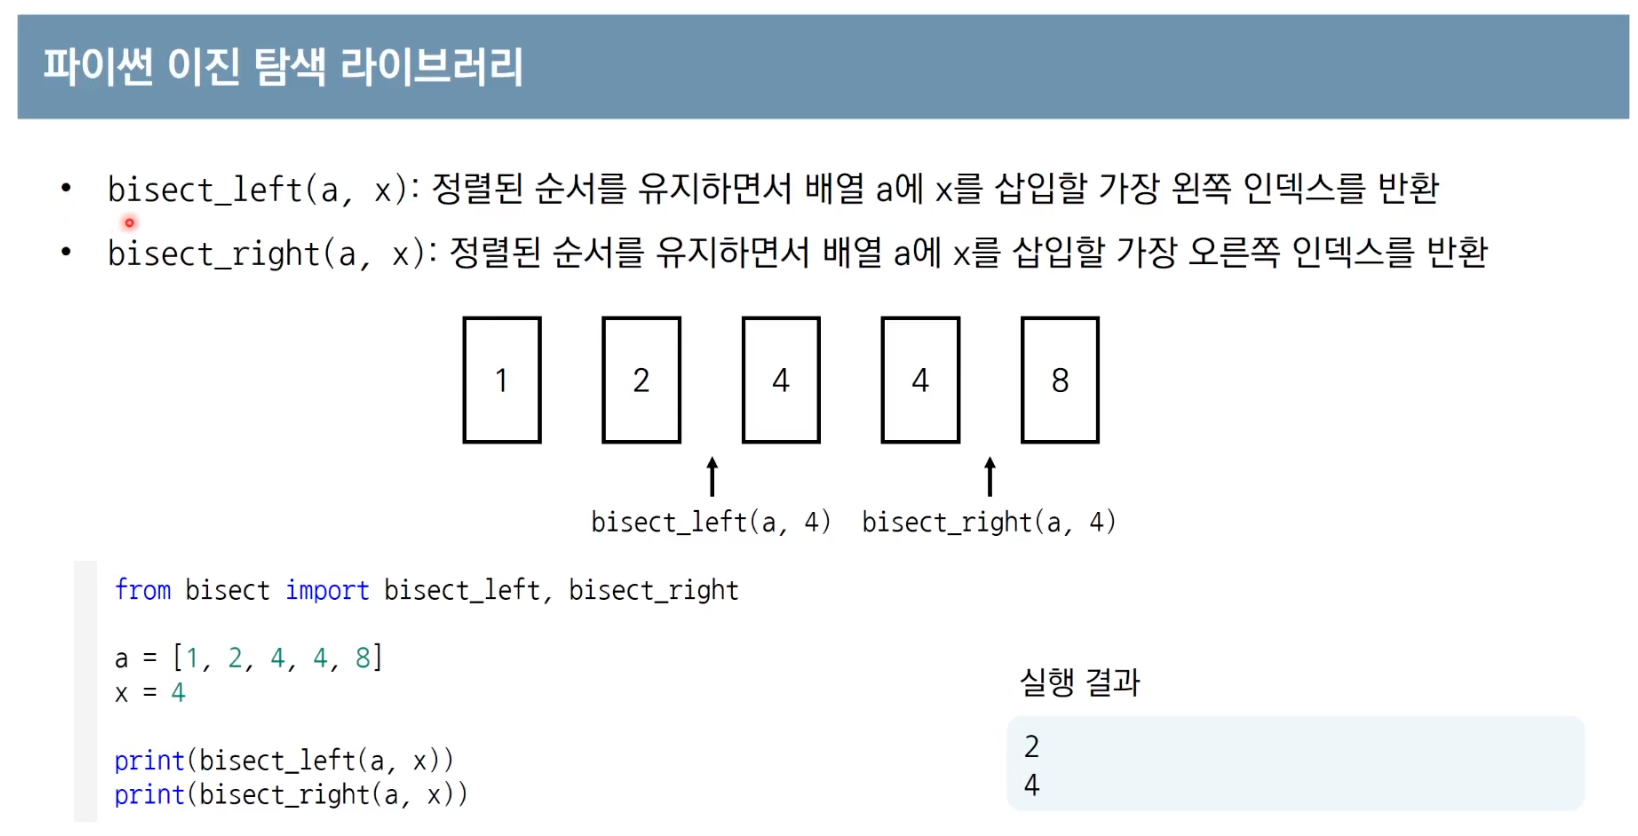 파이썬 이진 탐색 라이브러리
• bisect_left(a, x): 정렬된 순서를 유지하면서 배열 a에 x를 삽입할 가장 왼쪽 인덱스를 반환
• bisect_right(a, x): 정렬된 순서를 유지하면서 배열 a에 x를 삽입할 가장 오른쪽 인덱스를 반환
1 2 4 4 8
bisect_left(a, 4) bisect_right(a, 4)
from bisect import bisect_left, bisect_right
a = [1, 2, 4, 4, 8]
x = 4
print(bisect_left(a, x))
print(bisect_right(a, x))
실행 결과
2
4